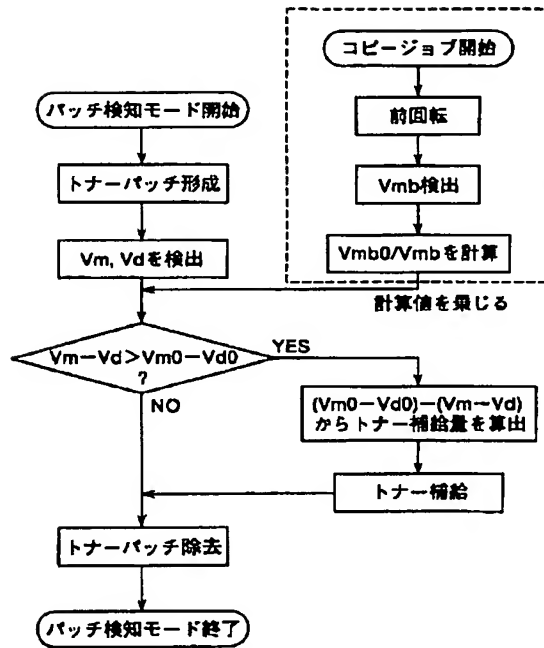 コピージョブ開始
前回転
Vmb検出
Vmb0/Vmbを計算
計算値を乗じる
パッチ検知モード開始
トナーパッチ形成
Vm, Vdを検出
Vm−Vd>Vm0−Vd0
?
YES
NO
(Vm0−Vd0)−(Vm−Vd)
からトナー補給量を算出
トナー補給
トナーパッチ除去
パッチ検知モード終了